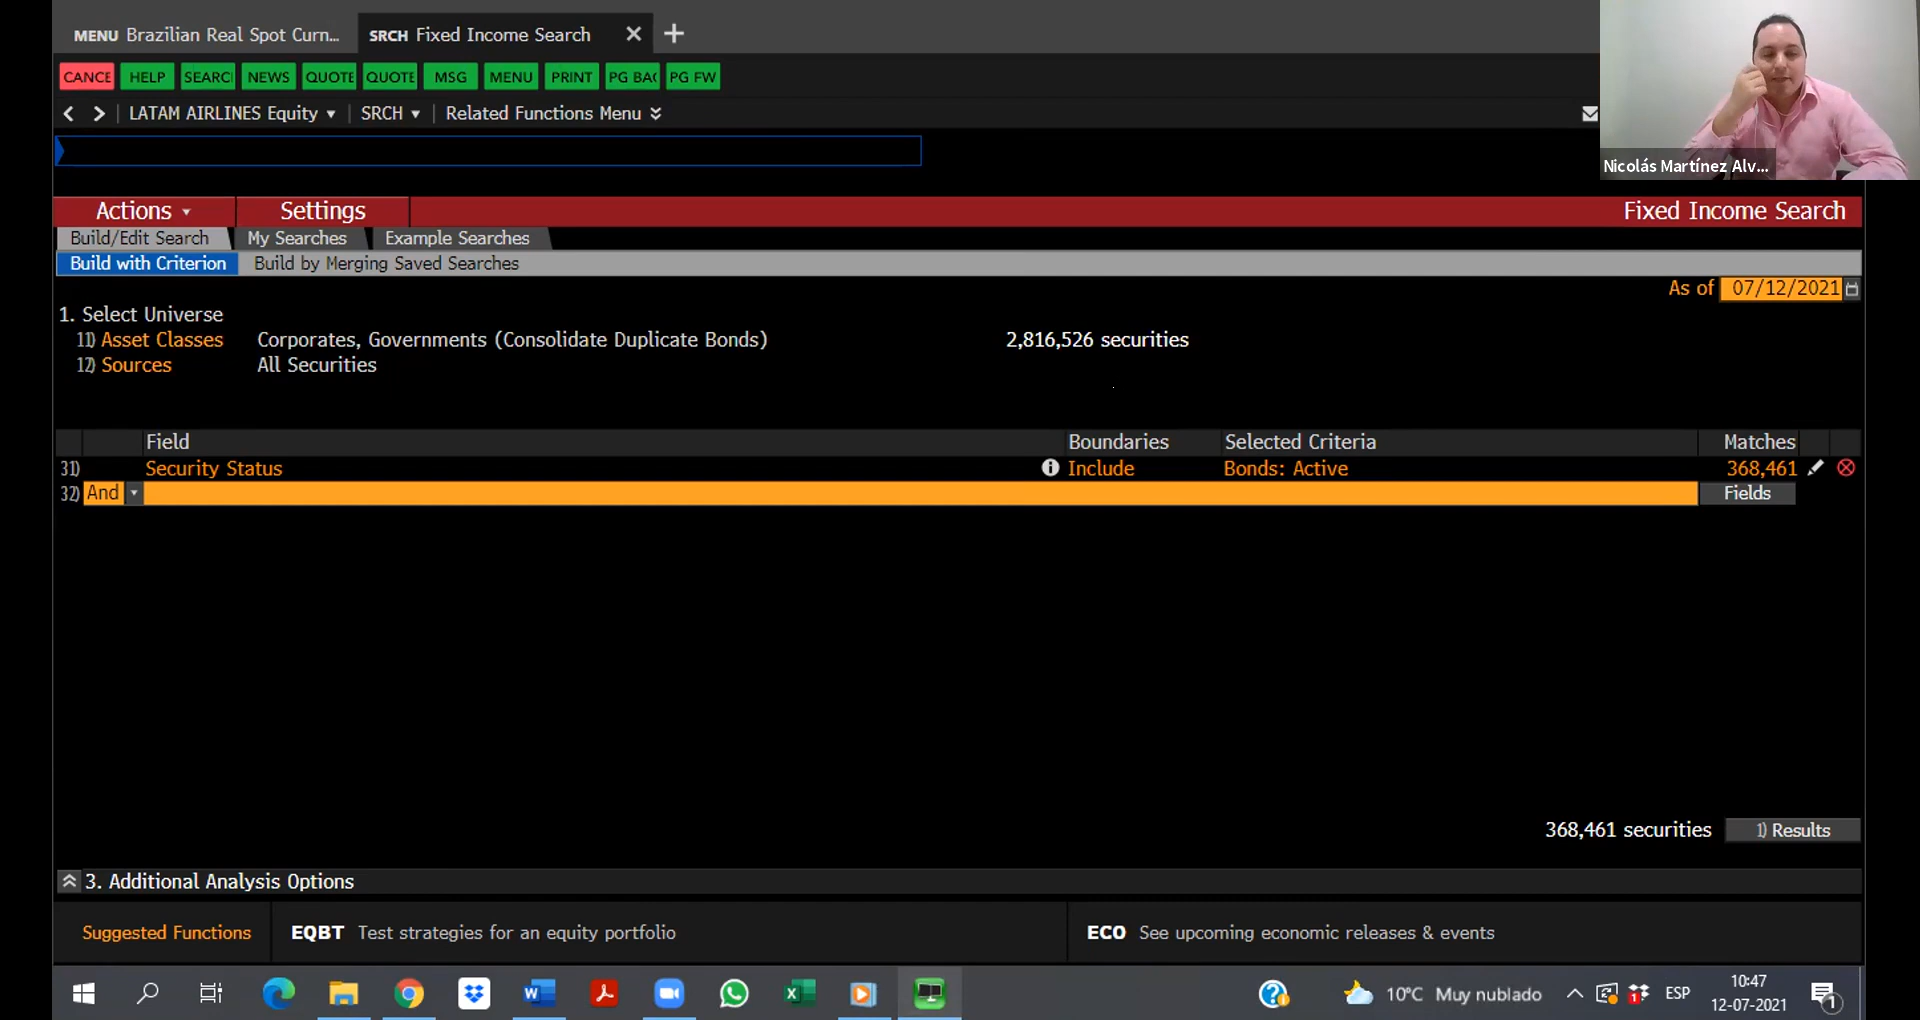 MENU Brazilian Real Spot Curn... SRCH Fixed Income Search
CANCE HELP SEARC NEWS QUOTE QUOTE MSG MENU PRINT PG BAC PG FW
LATAM AIRLINES Equity SRCH Related Functions Menu
Nicolás Martínez Alv...
Actions Settings Fixed Income Search
Build/Edit Search My Searches Example Searches
Build with Criterion Build by Merging Saved Searches
As of 07/12/2021
1. Select Universe
11) Asset Classes Corporates, Governments (Consolidate Duplicate Bonds) 2,816,526 securities
12) Sources All Securities
Field Boundaries Selected Criteria Matches
31) Security Status Include Bonds: Active 368,461
32) And Fields
368,461 securities 1) Results
3. Additional Analysis Options
Suggested Functions EQBT Test strategies for an equity portfolio ECO See upcoming economic releases & events
10°C Muy nublado ESP 10:47
12-07-2021 1